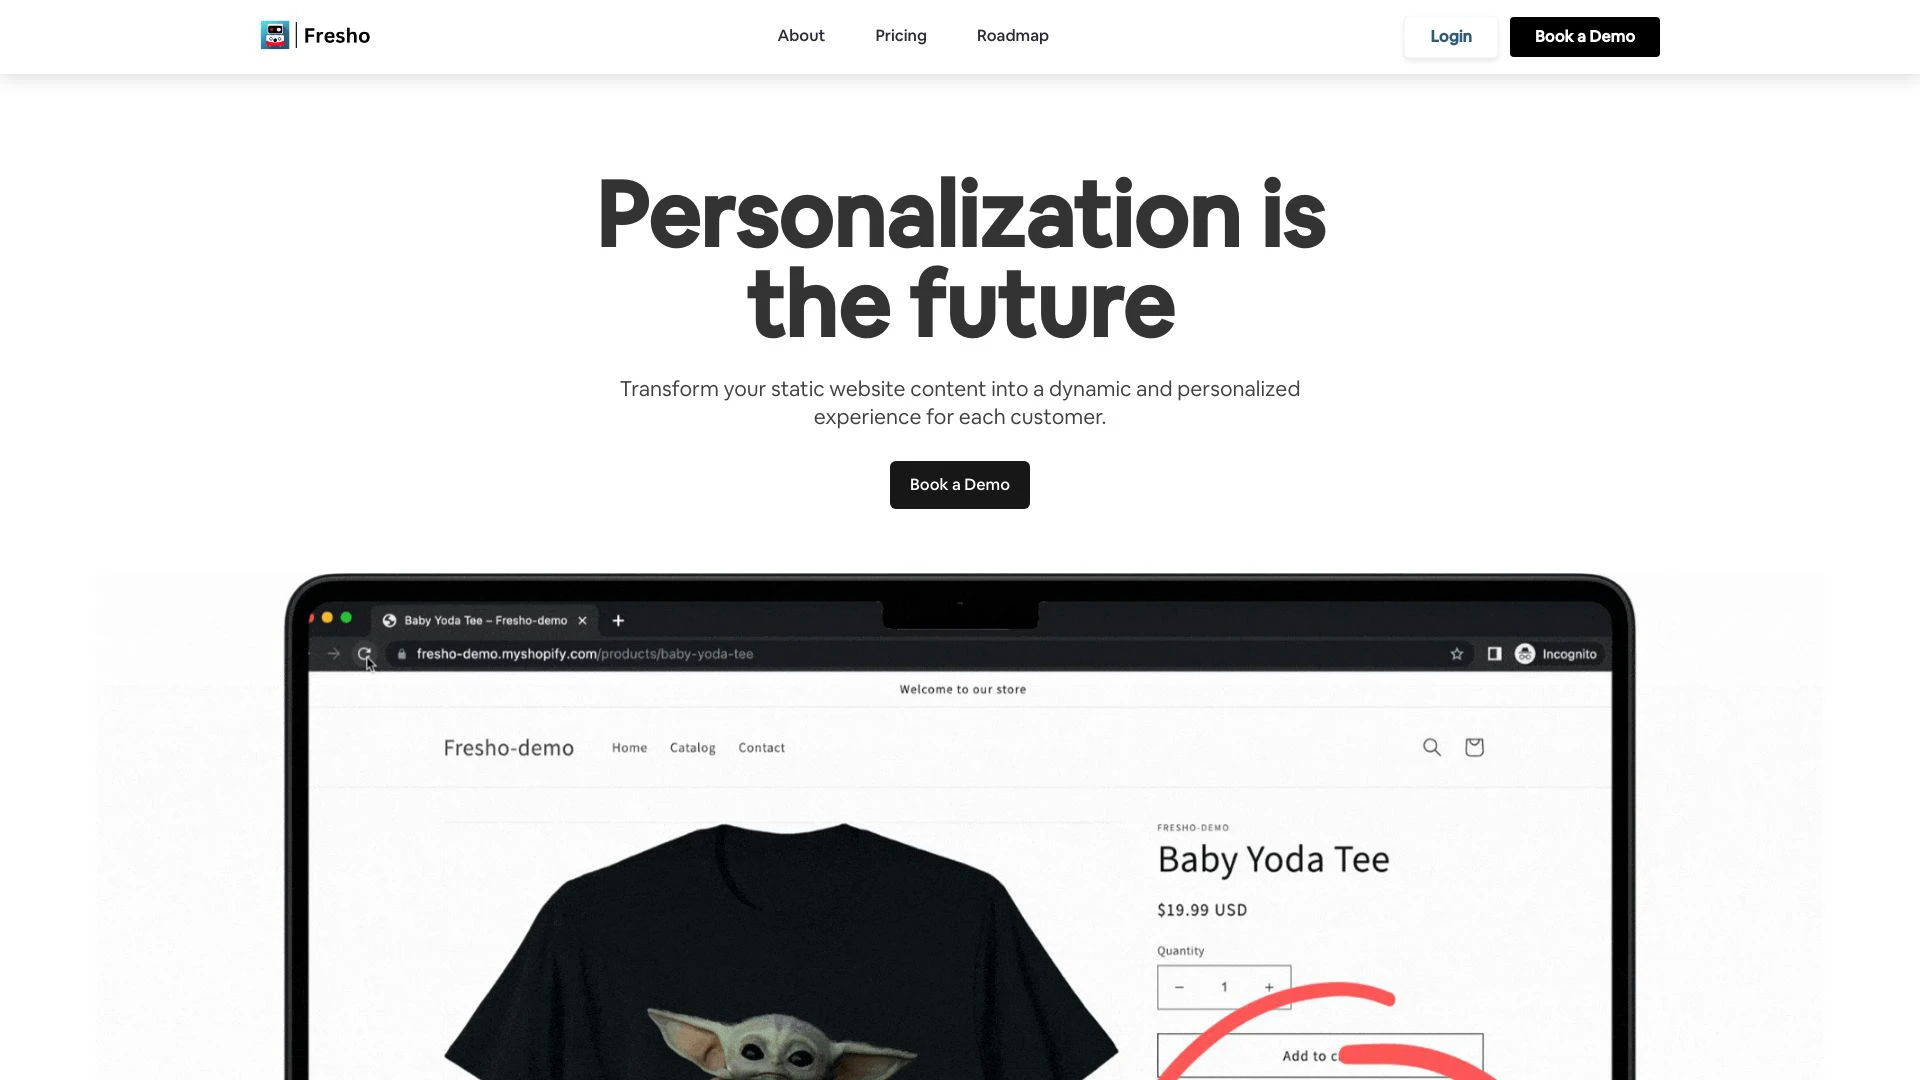 Fresho
About
Pricing
Roadmap
Login
Book a Demo
Personalization is
the future
Transform your static website content into a dynamic and personalized
experience for each customer.
Book a Demo
Baby Yoda Tee – Fresho-demo
fresho-demo.myshopify.com/products/baby-yoda-tee
Incognito
Welcome to our store
Fresho-demo
Home
Catalog
Contact
FRESHO-DEMO
Baby Yoda Tee
$19.99 USD
Quantity
− 1 +
Add to